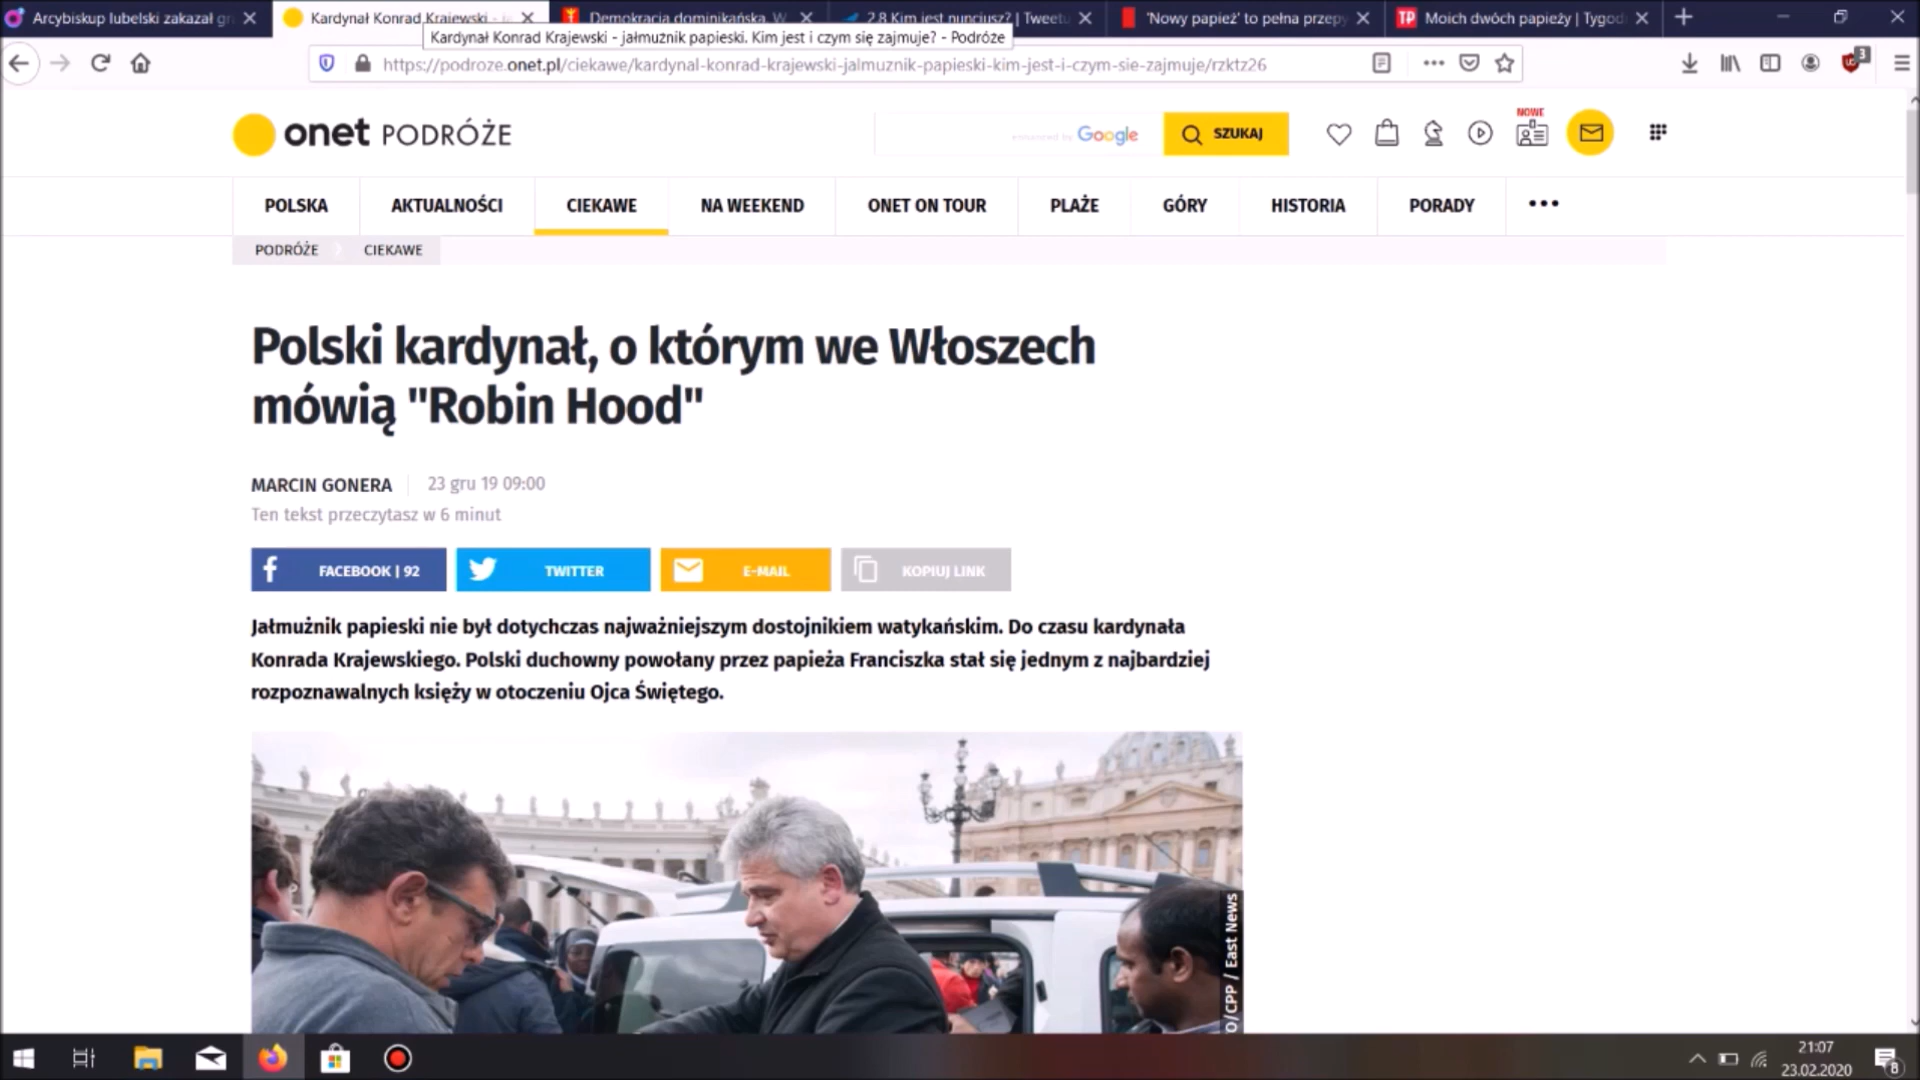 Arcybiskup lubelski zakazał
Kardynał Konrad Krajewski -
Demokracja dominikańska. W
2.8 Kim jest nuncjusz? | Tweetu
'Nowy papież' to pełna przepy
TP Moich dwóch papieży | Tygod
Kardynał Konrad Krajewski - jałmużnik papieski. Kim jest i czym się zajmuje? - Podróże
https://podroze.onet.pl/ciekawe/kardynal-konrad-krajewski-jalmuznik-papieski-kim-jest-i-czym-sie-zajmuje/rzktz26
3
onet PODRÓŻE
Google
SZUKAJ
NOWE
POLSKA
AKTUALNOŚCI
CIEKAWE
NA WEEKEND
ONET ON TOUR
PLAŻE
GÓRY
HISTORIA
PORADY
PODRÓŻE
CIEKAWE
Polski kardynał, o którym we Włoszech
mówią "Robin Hood"
MARCIN GONERA
23 gru 19 09:00
Ten tekst przeczytasz w 6 minut
FACEBOOK | 92
TWITTER
E-MAIL
KOPIUJ LINK
Jałmużnik papieski nie był dotychczas najważniejszym dostojnikiem watykańskim. Do czasu kardynała
Konrada Krajewskiego. Polski duchowny powołany przez papieża Franciszka stał się jednym z najbardziej
rozpoznawalnych księży w otoczeniu Ojca Świętego.
O/CPP / East News
21:07
23.02.2020
8